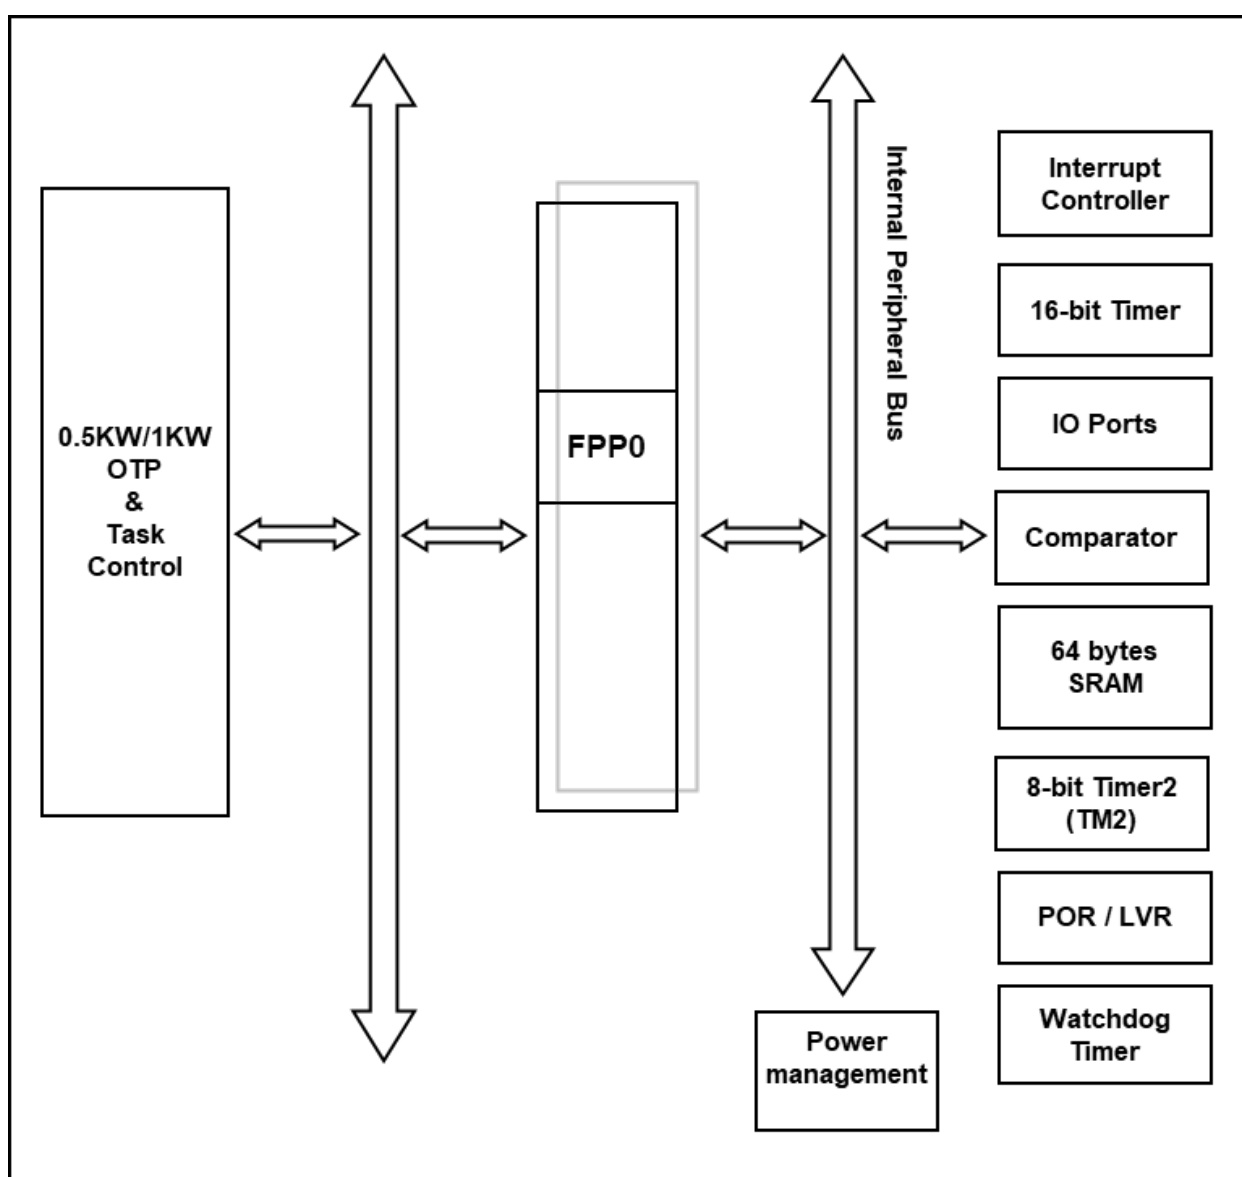 0.5KW/1KW
OTP
&
Task
Control
FPP0
Internal Peripheral Bus
Interrupt
Controller
16-bit Timer
IO Ports
Comparator
64 bytes
SRAM
8-bit Timer2
(TM2)
POR / LVR
Watchdog
Timer
Power
management